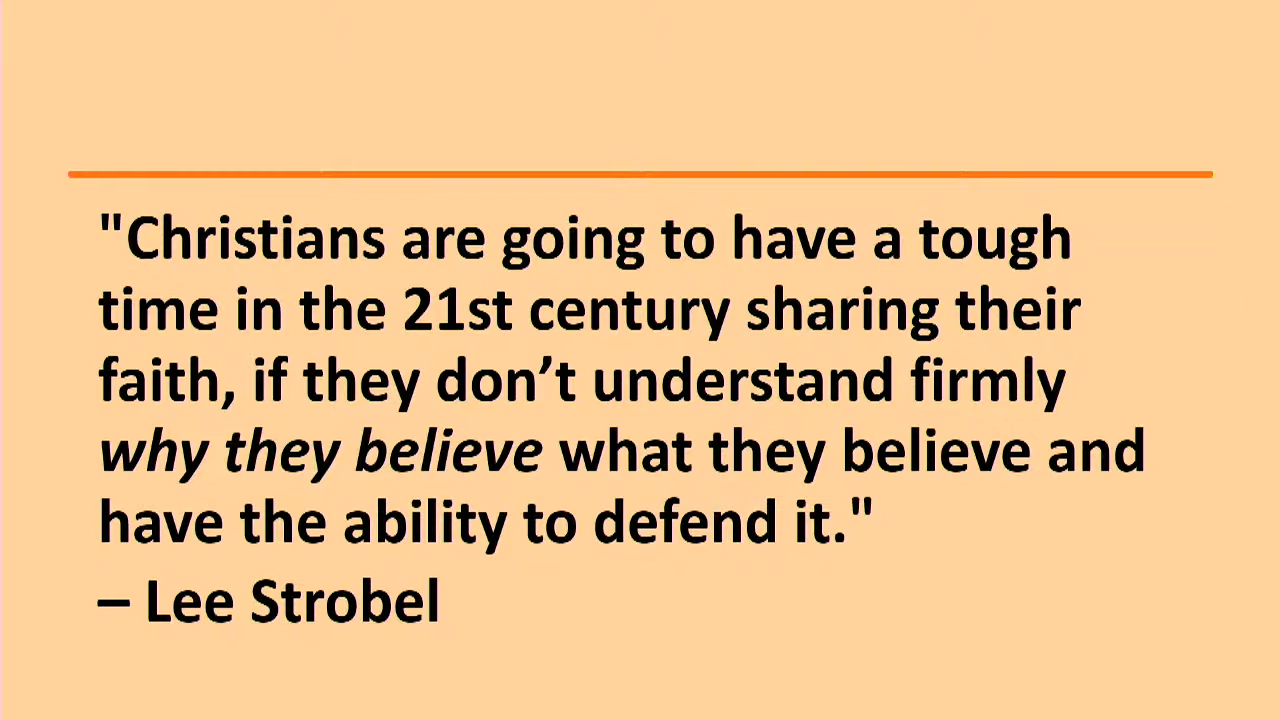 "Christians are going to have a tough
time in the 21st century sharing their
faith, if they don’t understand firmly
why they believe what they believe and
have the ability to defend it."
– Lee Strobel